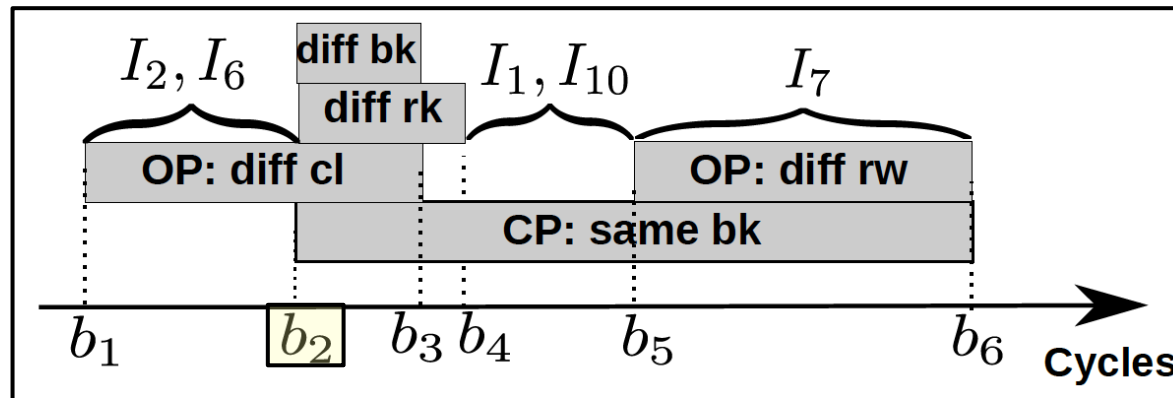 diff bk
I₂, I₆
I₁, I₁₀
I₇
diff rk
OP: diff cl
OP: diff rw
CP: same bk
b₁
b₂
b₃
b₄
b₅
b₆
Cycles